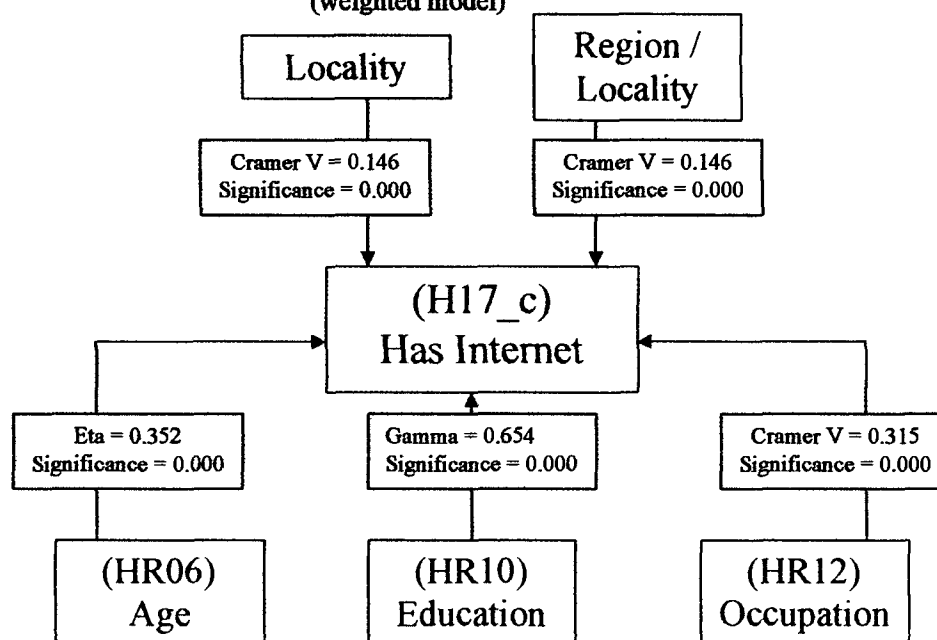 (weighted model)
Locality
Region /
Locality
Cramer V = 0.146
Significance = 0.000
Cramer V = 0.146
Significance = 0.000
(H17_c)
Has Internet
Eta = 0.352
Significance = 0.000
Gamma = 0.654
Significance = 0.000
Cramer V = 0.315
Significance = 0.000
(HR06)
Age
(HR10)
Education
(HR12)
Occupation